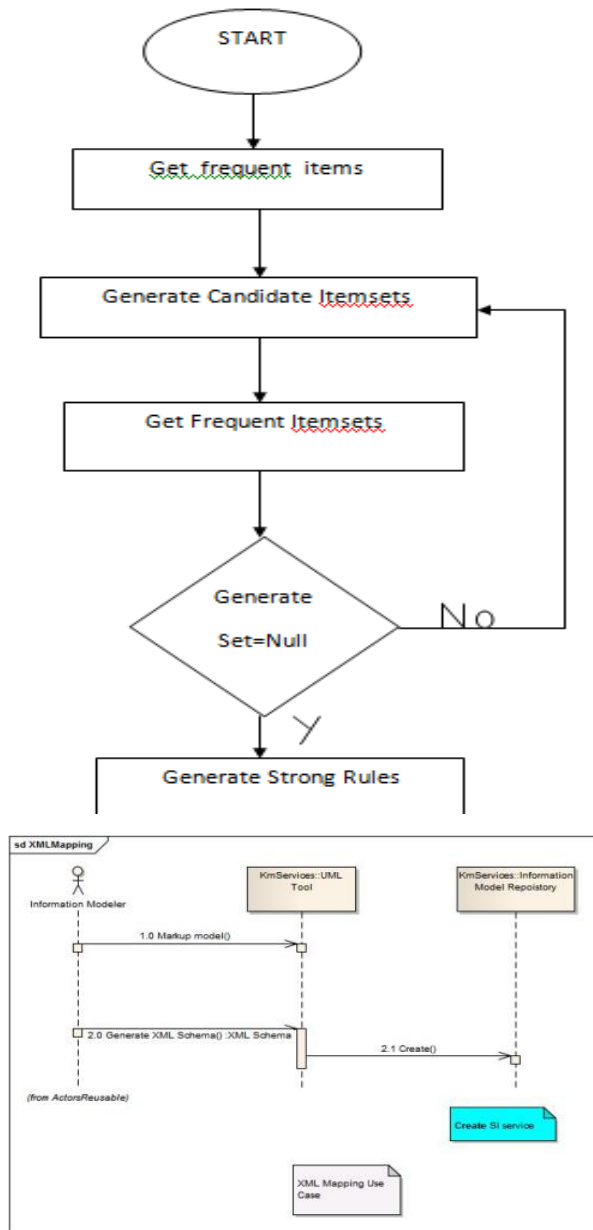 START
Get frequent items
Generate Candidate Itemsets
Get Frequent Itemsets
Generate
Set=Null
No
Y
Generate Strong Rules
sd XMLMapping
Information Modeler
KmServices::UML
Tool
KmServices::Information
Model Repoistory
1.0 Markup model()
2.0 Generate XML Schema() :XML Schema
2.1 Create()
(from ActorsReusable)
Create SI service
XML Mapping Use
Case